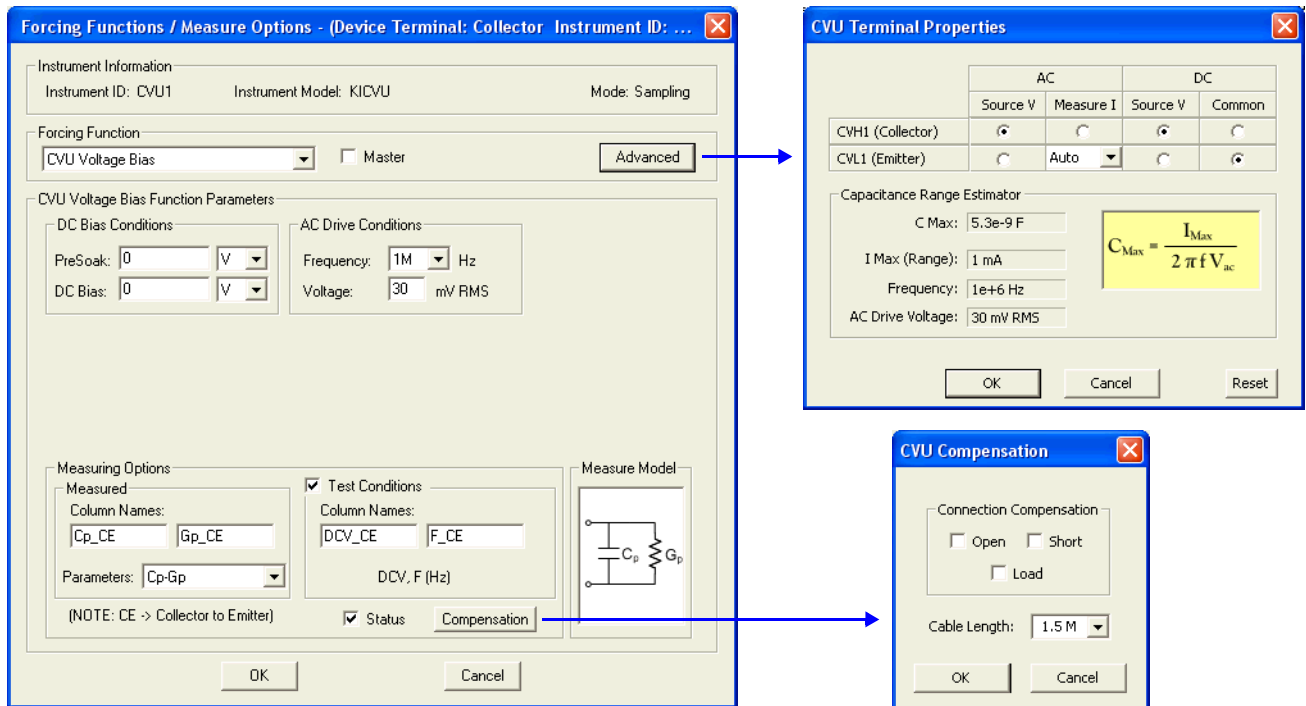 Forcing Functions / Measure Options - (Device Terminal: Collector Instrument ID: ...
Instrument Information
Instrument ID: CVU1 Instrument Model: KICVU Mode: Sampling
Forcing Function
CVU Voltage Bias Master Advanced
CVU Voltage Bias Function Parameters
DC Bias Conditions
PreSoak: 0 V
DC Bias: 0 V
AC Drive Conditions
Frequency: 1M Hz
Voltage: 30 mV RMS
Measuring Options
Measured
Column Names:
Cp_CE Gp_CE
Parameters: Cp-Gp
(NOTE: CE -> Collector to Emitter)
Test Conditions
Column Names:
DCV_CE F_CE
DCV, F (Hz)
Status Compensation
Measure Model
Cp Gp
OK Cancel
CVU Terminal Properties
AC DC
Source V Measure I Source V Common
CVH1 (Collector)
CVL1 (Emitter) Auto
Capacitance Range Estimator
C Max: 5.3e-9 F
I Max (Range): 1 mA
Frequency: 1e+6 Hz
AC Drive Voltage: 30 mV RMS
CMax = IMax
2 π f Vac
OK Cancel Reset
CVU Compensation
Connection Compensation
Open Short
Load
Cable Length: 1.5 M
OK Cancel